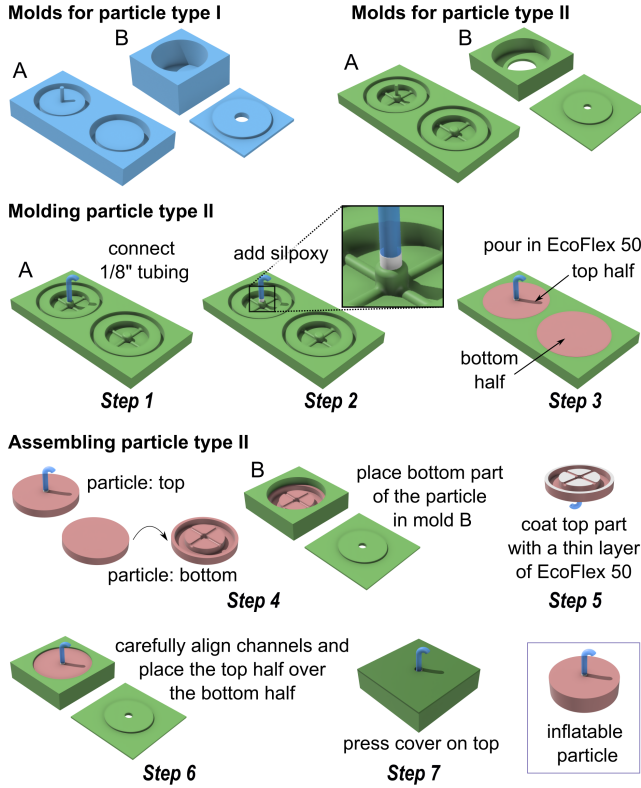 Molds for particle type I
Molds for particle type II
A
B
A
B
Molding particle type II
A
connect
1/8" tubing
add silpoxy
pour in EcoFlex 50
top half
bottom
half
Step 1
Step 2
Step 3
Assembling particle type II
particle: top
particle: bottom
B
place bottom part
of the particle
in mold B
Step 4
coat top part
with a thin layer
of EcoFlex 50
Step 5
carefully align channels and
place the top half over
the bottom half
Step 6
press cover on top
Step 7
inflatable
particle